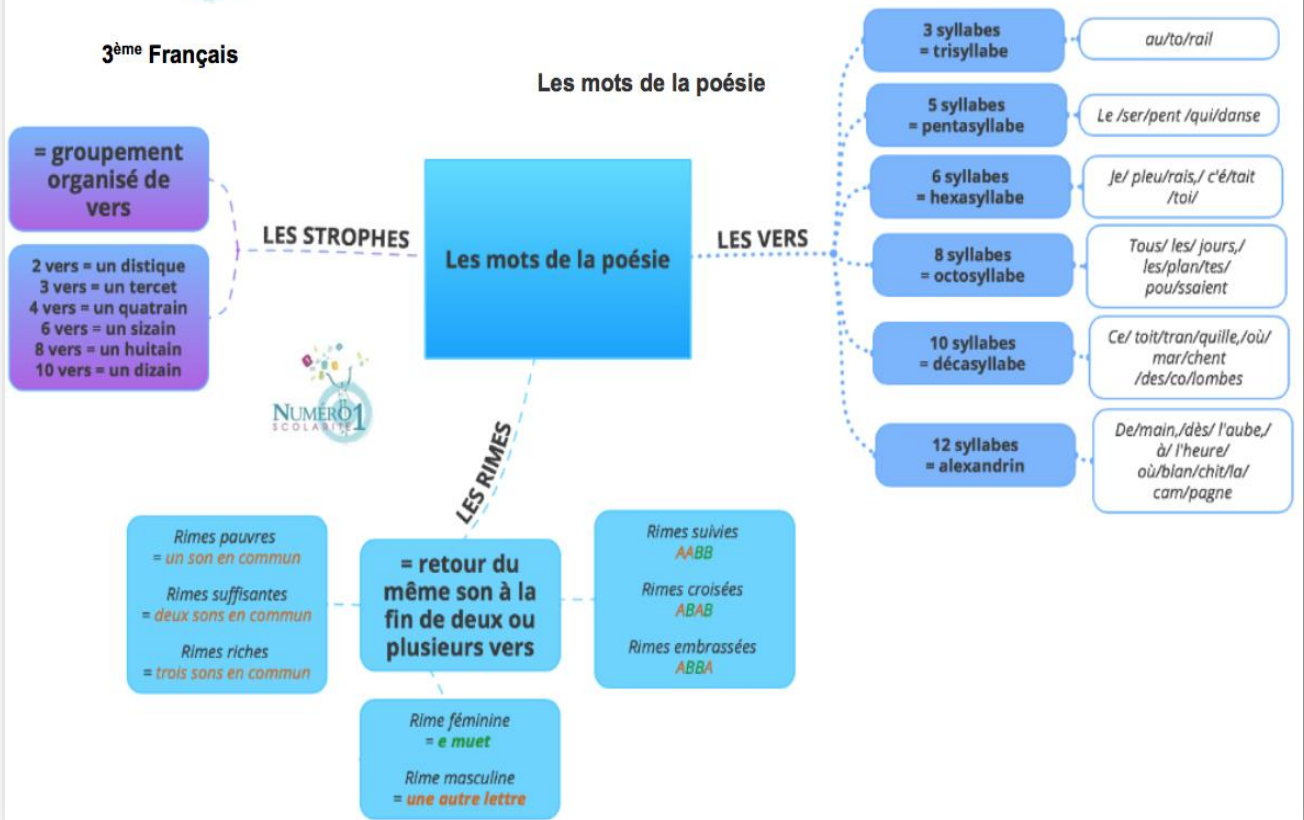 3ème Français
Les mots de la poésie
= groupement
organisé de
vers
2 vers = un distique
3 vers = un tercet
4 vers = un quatrain
6 vers = un sizain
8 vers = un huitain
10 vers = un dizain
LES STROPHES
Les mots de la poésie
LES VERS
3 syllabes
= trisyllabe
au/to/rail
5 syllabes
= pentasyllabe
Le /ser/pent /qui/danse
6 syllabes
= hexasyllabe
Je/ pleu/rais,/ c'é/tait
/toi/
8 syllabes
= octosyllabe
Tous/ les/ jours,/
les/plan/tes/
pou/ssaient
10 syllabes
= décasyllabe
Ce/ toit/tran/quille,/où/
mar/chent
/des/co/lombes
12 syllabes
= alexandrin
De/main,/dès/ l'aube,/
à/ l'heure/
où/blan/chit/la/
cam/pagne
NUMÉRO1
SCOLARITÉ
LES RIMES
Rimes pauvres
= un son en commun
Rimes suffisantes
= deux sons en commun
Rimes riches
= trois sons en commun
= retour du
même son à la
fin de deux ou
plusieurs vers
Rimes suivies
AABB
Rimes croisées
ABAB
Rimes embrassées
ABBA
Rime féminine
= e muet
Rime masculine
= une autre lettre